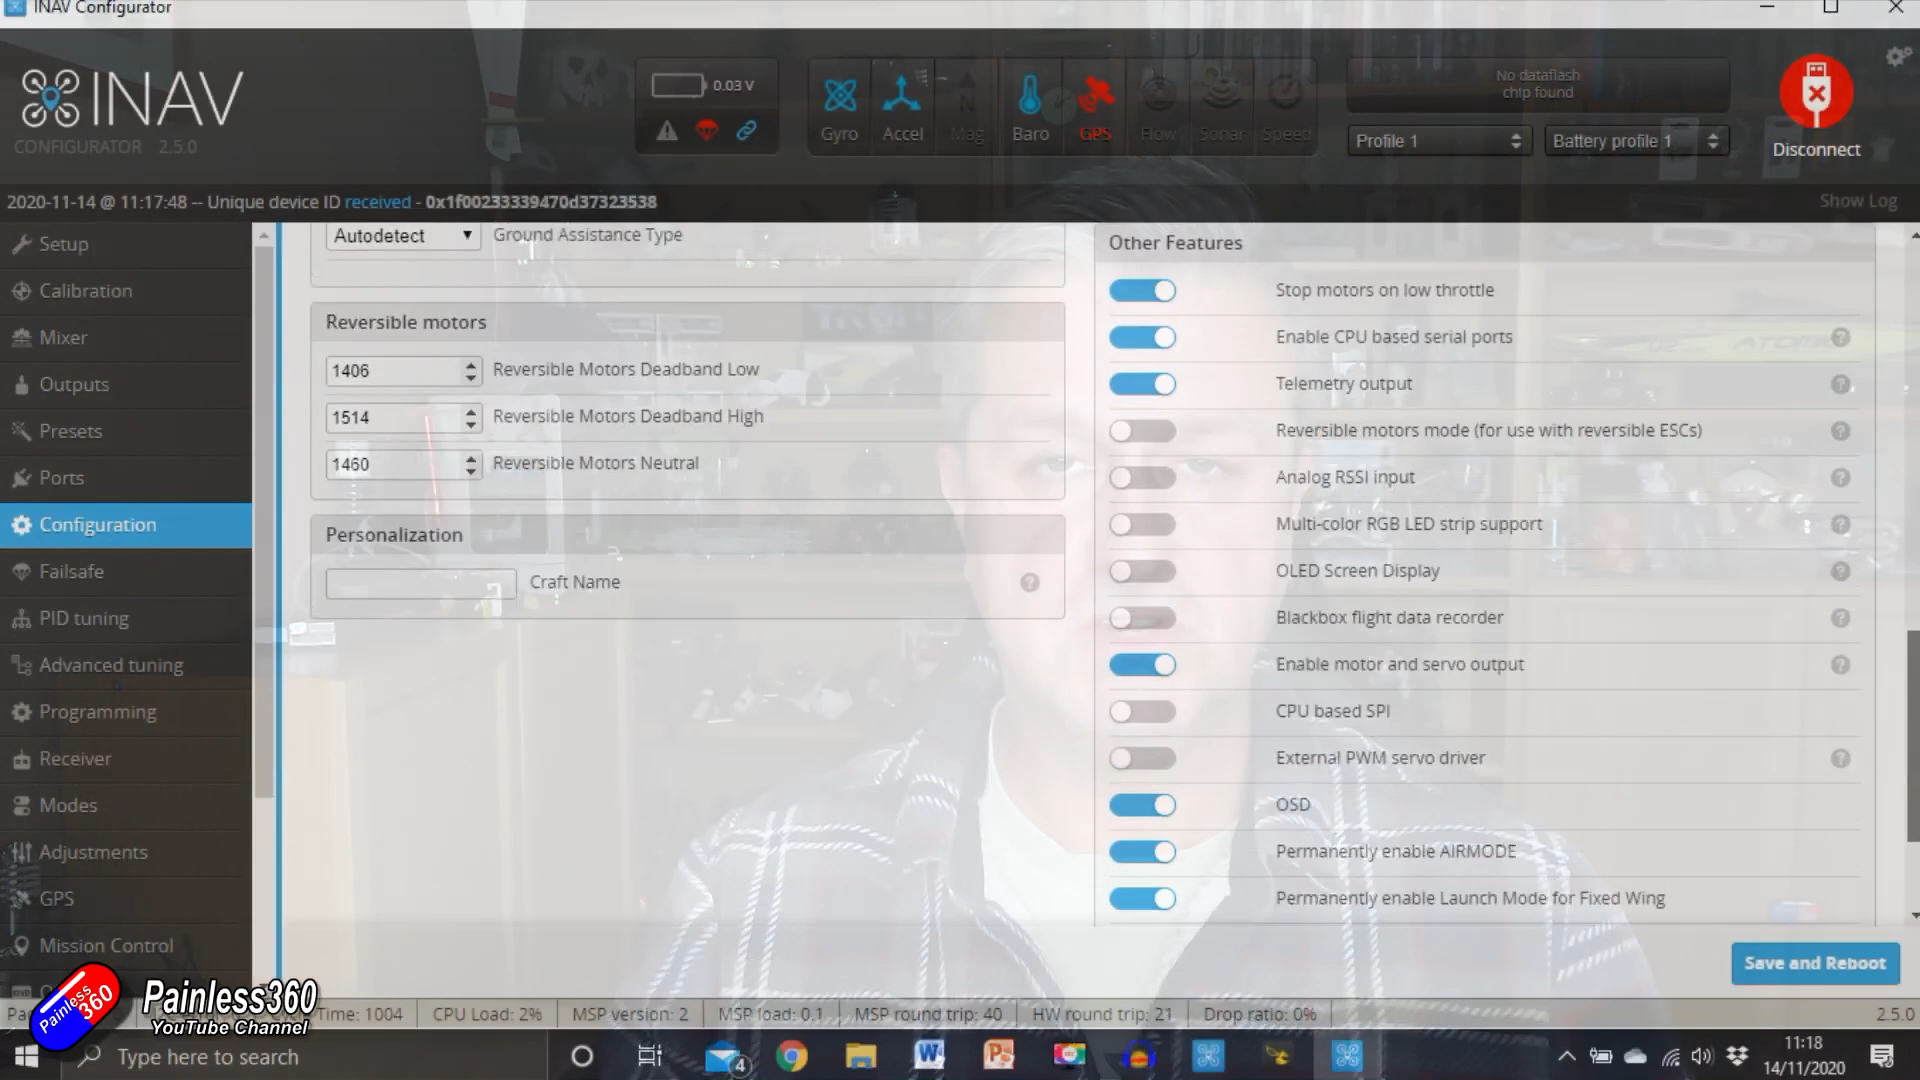 INAV Configurator
INAV
CONFIGURATOR 2.5.0
0.03 V
Gyro
Accel
Mag
Baro
GPS
Flow
Sonar
Speed
No dataflash
chip found
Profile 1
Battery profile 1
Disconnect
2020-11-14 @ 11:17:48 -- Unique device ID received - 0x1f00233339470d37323538
Show Log
Setup
Calibration
Mixer
Outputs
Presets
Ports
Configuration
Failsafe
PID tuning
Advanced tuning
Programming
Receiver
Modes
Adjustments
GPS
Mission Control
Autodetect
Ground Assistance Type
Reversible motors
1406
Reversible Motors Deadband Low
1514
Reversible Motors Deadband High
1460
Reversible Motors Neutral
Personalization
Craft Name
Other Features
Stop motors on low throttle
Enable CPU based serial ports
Telemetry output
Reversible motors mode (for use with reversible ESCs)
Analog RSSI input
Multi-color RGB LED strip support
OLED Screen Display
Blackbox flight data recorder
Enable motor and servo output
CPU based SPI
External PWM servo driver
OSD
Permanently enable AIRMODE
Permanently enable Launch Mode for Fixed Wing
Save and Reboot
Painless 360
Painless360
YouTube Channel
Time: 1004
CPU Load: 2%
MSP version: 2
MSP load: 0.1
MSP round trip: 40
HW round trip: 21
Drop ratio: 0%
2.5.0
Type here to search
4
11:18
14/11/2020